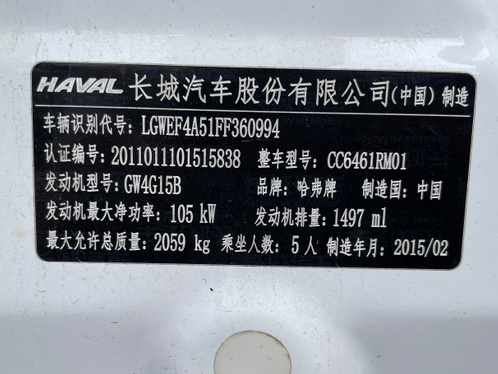 HAVAL 长城汽车股份有限公司(中国)制造
车辆识别代号: LGWEF4A51FF360994
认证编号: 2011011101515838 整车型号: CC6461RM01
发动机型号: GW4G15B 品牌: 哈弗牌 制造国: 中国
发动机最大净功率: 105 kW 发动机排量: 1497 ml
最大允许总质量: 2059 kg 乘坐人数: 5 人 制造年月: 2015/02